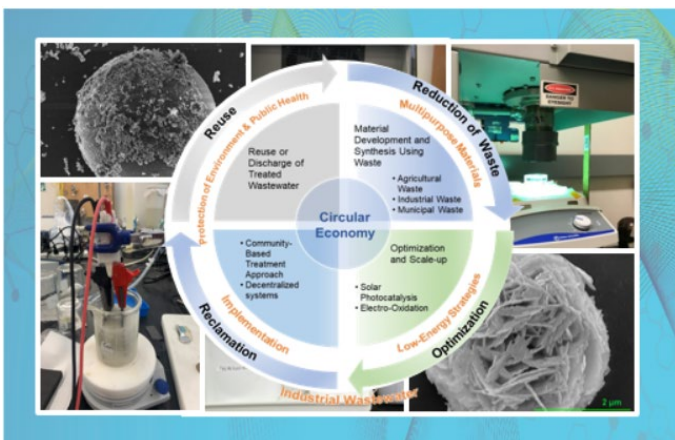 Reuse
Protection of Environment & Public Health
Reuse or
Discharge of
Treated
Wastewater
Reduction of Waste
Multipurpose Materials
Material
Development and
Synthesis Using
Waste
• Agricultural
Waste
• Industrial Waste
• Municipal Waste
Circular
Economy
• Community-
Based
Treatment
Approach
• Decentralized
systems
Implementation
Reclamation
Optimization
and Scale-up
• Solar
Photocatalysis
• Electro-Oxidation
Low-Energy Strategies
Optimization
Industrial Wastewater
DANGER
2 µm